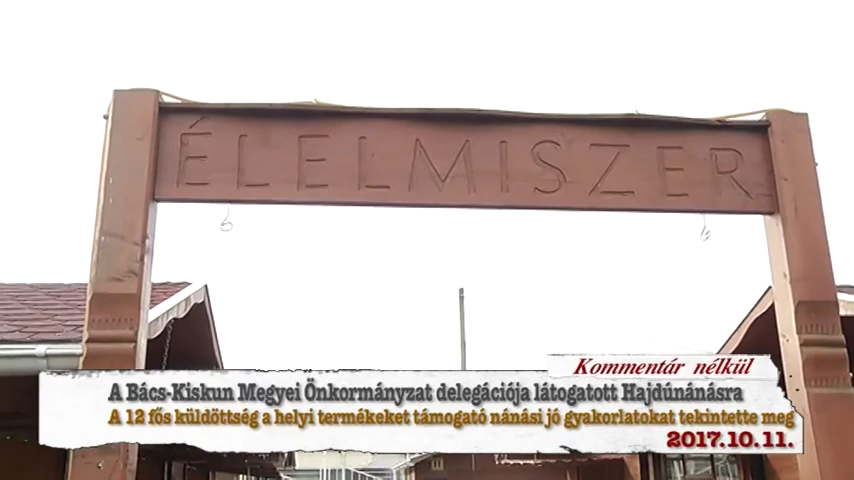 ÉLELMISZER
Kommentár nélkül
A Bács-Kiskun Megyei Önkormányzat delegációja látogatott Hajdúnánásra
A 12 fős küldöttség a helyi termékeket támogató nánási jó gyakorlatokat tekintette meg
2017.10.11.